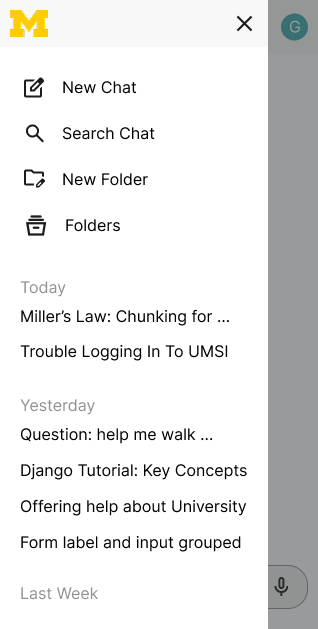 M
G
New Chat
Search Chat
New Folder
Folders
Today
Miller’s Law: Chunking for ...
Trouble Logging In To UMSI
Yesterday
Question: help me walk ...
Django Tutorial: Key Concepts
Offering help about University
Form label and input grouped
Last Week